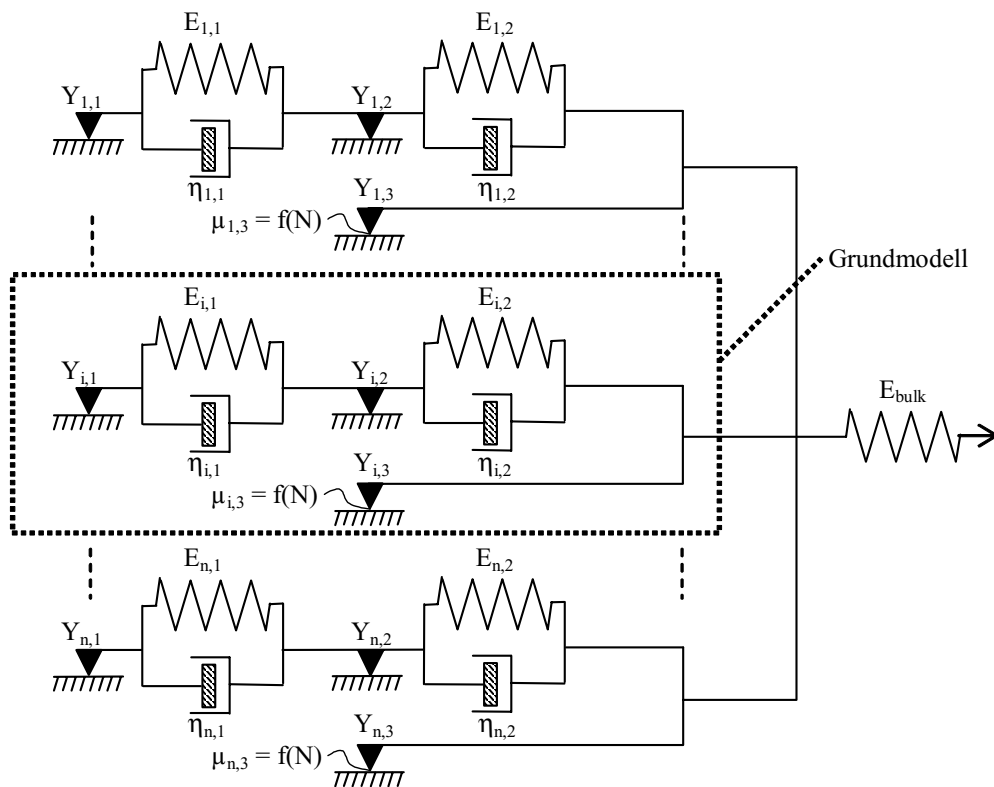 E1,1 E1,2
Y1,1 Y1,2
η1,1 Y1,3 η1,2
μ1,3 = f(N)
Grundmodell
Ei,1 Ei,2
Yi,1 Yi,2
Ebulk
ηi,1 Yi,3 ηi,2
μi,3 = f(N)
En,1 En,2
Yn,1 Yn,2
ηn,1 Yn,3 ηn,2
μn,3 = f(N)